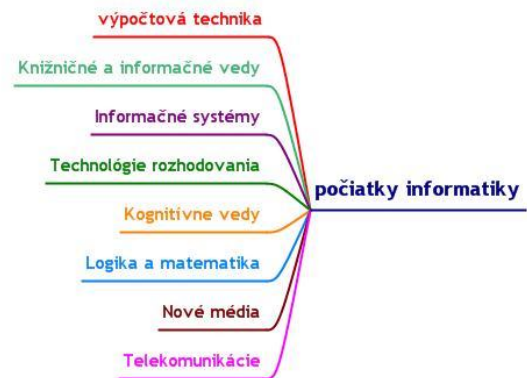 výpočtová technika
Knižničné a informačné vedy
Informačné systémy
Technológie rozhodovania
počiatky informatiky
Kognitívne vedy
Logika a matematika
Nové média
Telekomunikácie